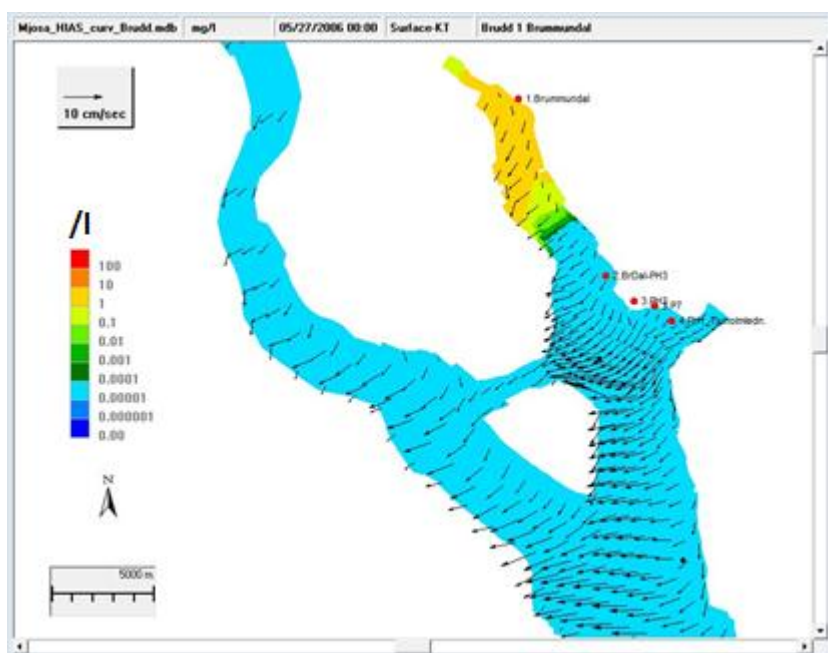 Mjosa_HIAS_curv_Brudd.mdb mg/l 05/27/2006 00:00 Surface-KT Brudd 1 Brummundal
10 cm/sec
1.Brummundal
/l
100
10
1
0.1
0.01
0.001
0.0001
0.00001
0.000001
0.00
2.BrDal-PH3
N
5000 m